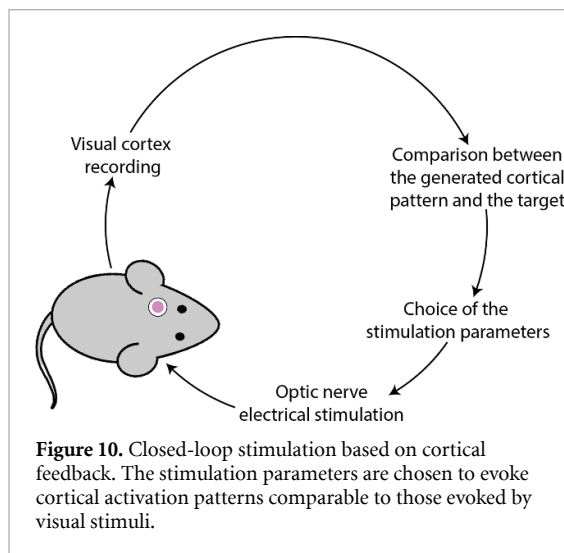 Visual cortex
recording
Comparison between
the generated cortical
pattern and the target
Choice of the
stimulation parameters
Optic nerve
electrical stimulation
Figure 10. Closed-loop stimulation based on cortical
feedback. The stimulation parameters are chosen to evoke
cortical activation patterns comparable to those evoked by
visual stimuli.